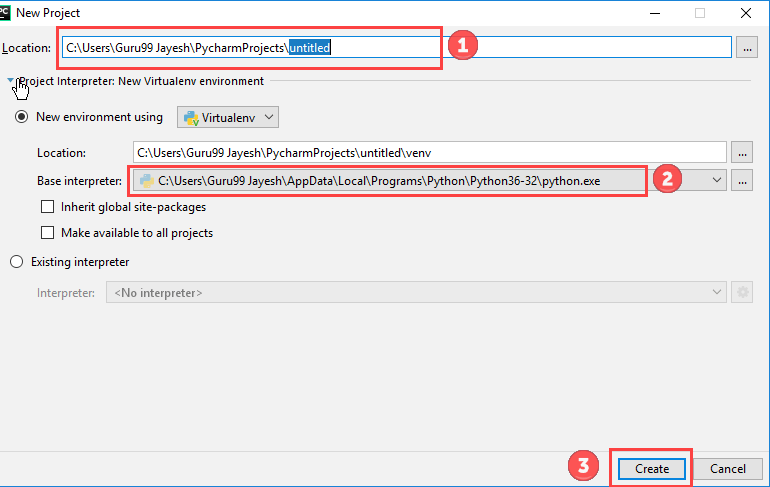 PC New Project
Location: C:\Users\Guru99 Jayesh\PycharmProjects\untitled ... 1
Project Interpreter: New Virtualenv environment
New environment using Virtualenv
Location: C:\Users\Guru99 Jayesh\PycharmProjects\untitled\venv ...
Base interpreter: C:\Users\Guru99 Jayesh\AppData\Local\Programs\Python\Python36-32\python.exe 2 ...
Inherit global site-packages
Make available to all projects
Existing interpreter
Interpreter: <No interpreter>
3 Create Cancel